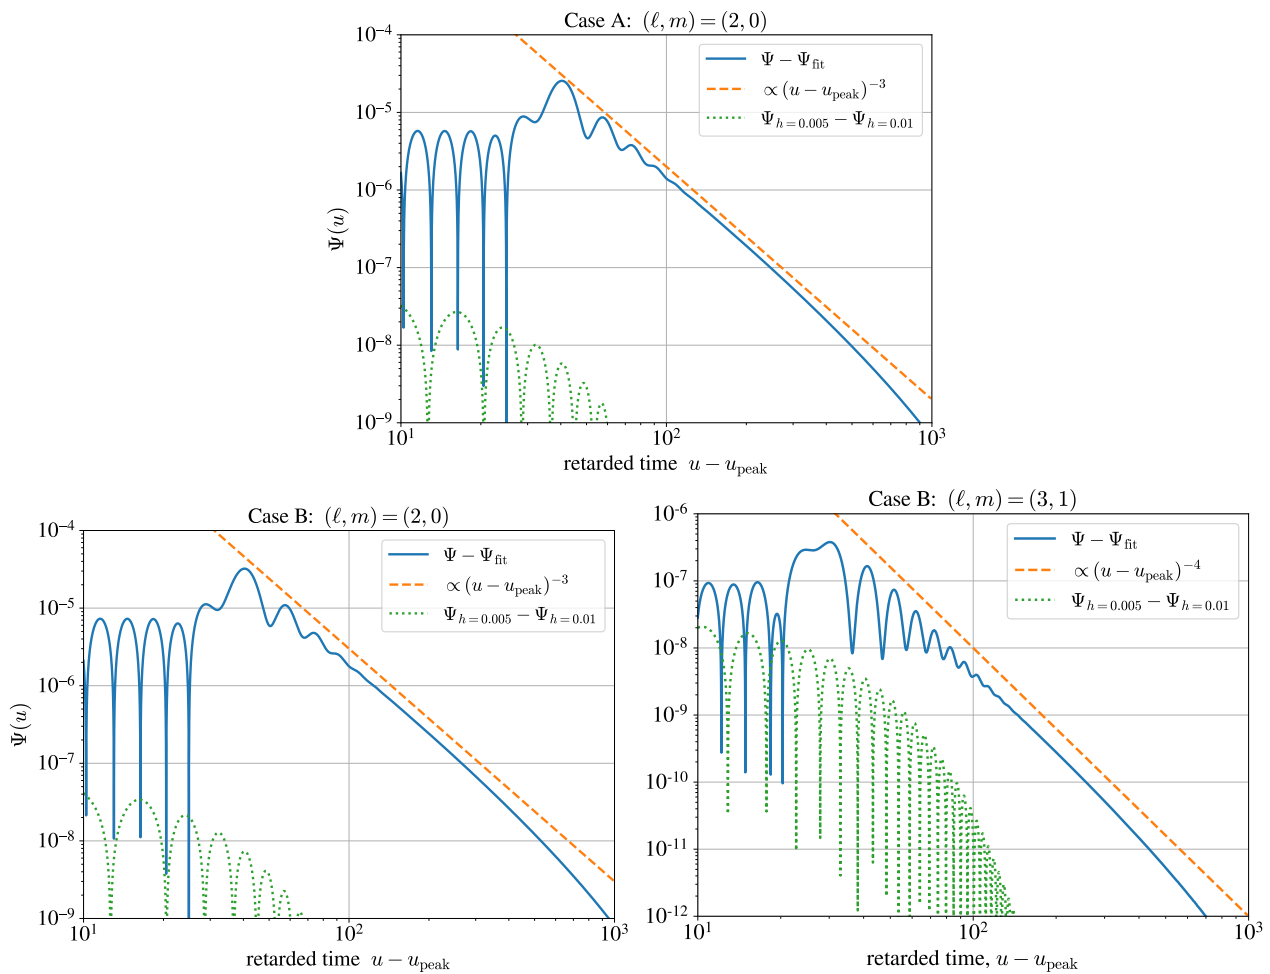 Case A: (ℓ, m) = (2, 0)
Ψ − Ψ_fit
∝ (u − u_peak)^−3
Ψ_h=0.005 − Ψ_h=0.01
10^−4
10^−5
10^−6
10^−7
10^−8
10^−9
Ψ(u)
10^1 10^2 10^3
retarded time u − u_peak
Case B: (ℓ, m) = (2, 0)
Ψ − Ψ_fit
∝ (u − u_peak)^−3
Ψ_h=0.005 − Ψ_h=0.01
10^−4
10^−5
10^−6
10^−7
10^−8
10^−9
Ψ(u)
10^1 10^2 10^3
retarded time u − u_peak
Case B: (ℓ, m) = (3, 1)
Ψ − Ψ_fit
∝ (u − u_peak)^−4
Ψ_h=0.005 − Ψ_h=0.01
10^-6
10^-7
10^-8
10^-9
10^-10
10^-11
10^-12
10^1 10^2 10^3
retarded time, u − u_peak